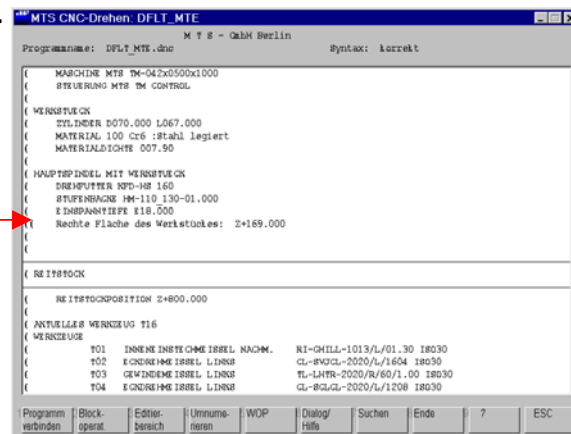 MTS CNC-Drehen: DFLT_MTE
M T S - GmbH Berlin
Programmname: DFLT_MTE.dnc Syntax: korrekt
( MASCHINE MTS TM-042x0500x1000
( STEUERUNG MTS TM CONTROL
(
( WERKSTUECK
( ZYLINDER D070.000 L067.000
( MATERIAL 100 Cr6 :Stahl legiert
( MATERIALDICHTE 007.90
(
( HAUPTSPINDEL MIT WERKSTUECK
( DREHFUTTER KFD-HS 160
( STUFENBACKE HM-110_130-01.000
( EINSPANNTIEFE E18.000
(( Rechte Fläche des Werkstückes: Z+169.000
(
(
( REITSTOCK
( REITSTOCKPOSITION Z+800.000
(
( AKTUELLES WERKZEUG T16
( WERKZEUGE
( T01 INNENEINSTECHMEISSEL NACHM. RI-GHILL-1013/L/01.30 ISO30
( T02 ECKDREHMEISSEL LINKS CL-SVJCL-2020/L/1604 ISO30
( T03 GEWINDEMEISSEL LINKS TL-LHTR-2020/R/60/1.00 ISO30
( T04 ECKDREHMEISSEL LINKS CL-SCLCL-2020/L/1208 ISO30
Programm verbinden Block-operat. Editier-bereich Umnume-rieren WOP Dialog/Hilfe Suchen Ende ? ESC